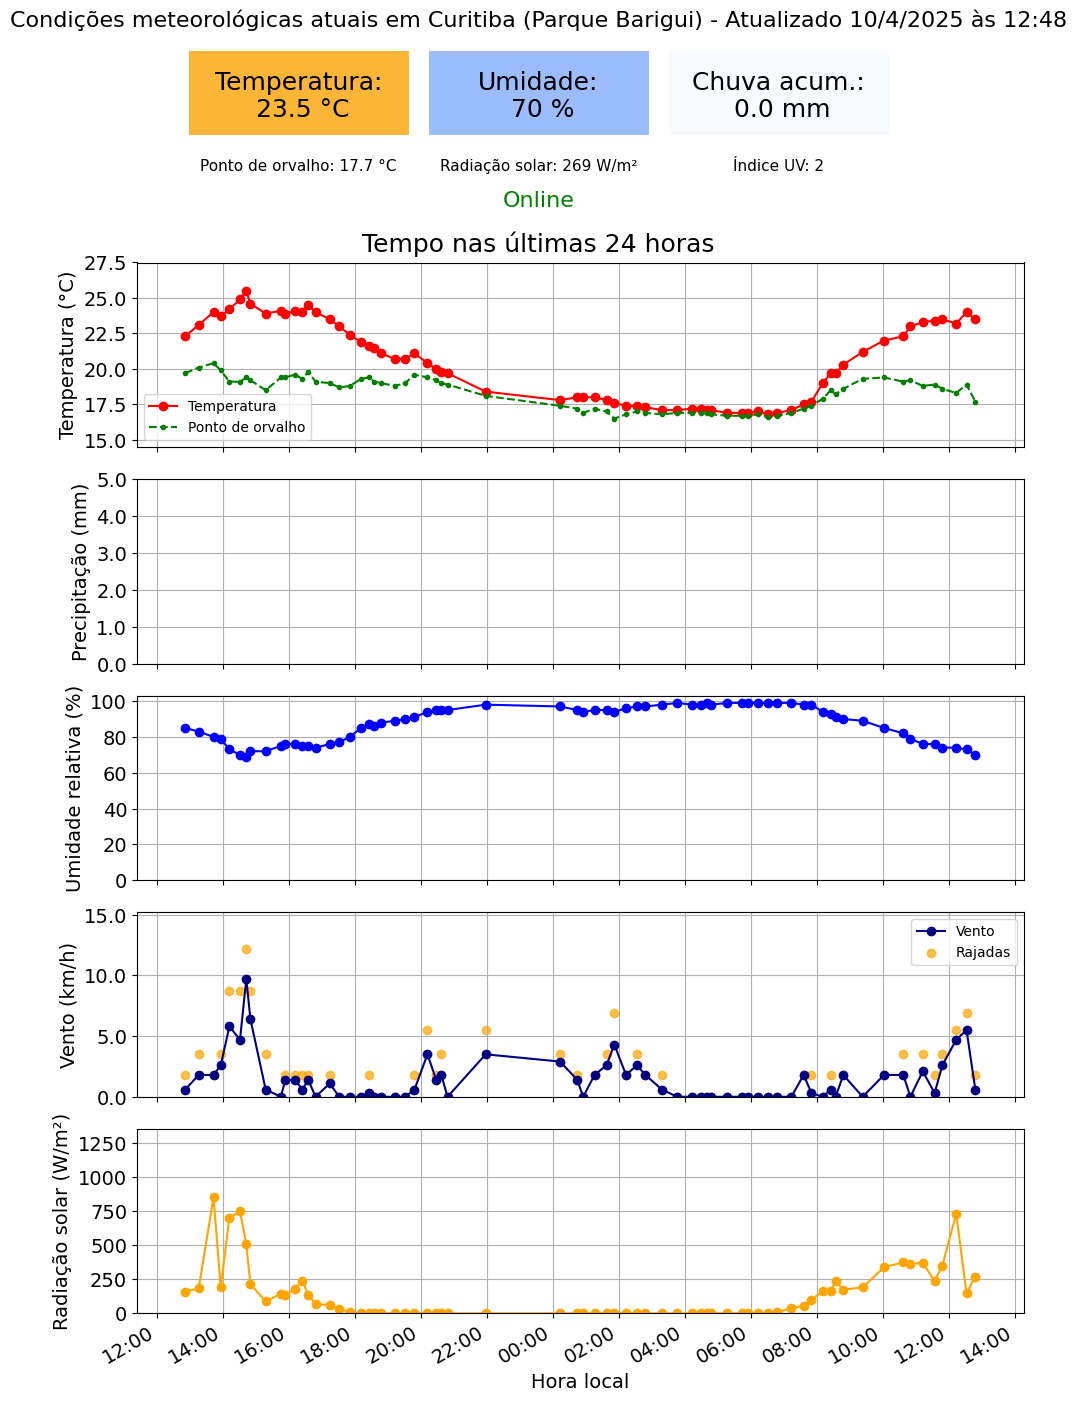 Condições meteorológicas atuais em Curitiba (Parque Barigui) - Atualizado 10/4/2025 às 12:48
Temperatura:
23.5 °C
Umidade:
70 %
Chuva acum.:
0.0 mm
Ponto de orvalho: 17.7 °C
Radiação solar: 269 W/m²
Índice UV: 2
Online
Tempo nas últimas 24 horas
Temperatura (°C)
27.5
25.0
22.5
20.0
17.5
15.0
Temperatura
Ponto de orvalho
Precipitação (mm)
5.0
4.0
3.0
2.0
1.0
0.0
Umidade relativa (%)
100
80
60
40
20
0
Vento (km/h)
15.0
10.0
5.0
0.0
Vento
Rajadas
Radiação solar (W/m²)
1250
1000
750
500
250
0
12:00
14:00
16:00
18:00
20:00
22:00
00:00
02:00
04:00
06:00
08:00
10:00
12:00
14:00
Hora local